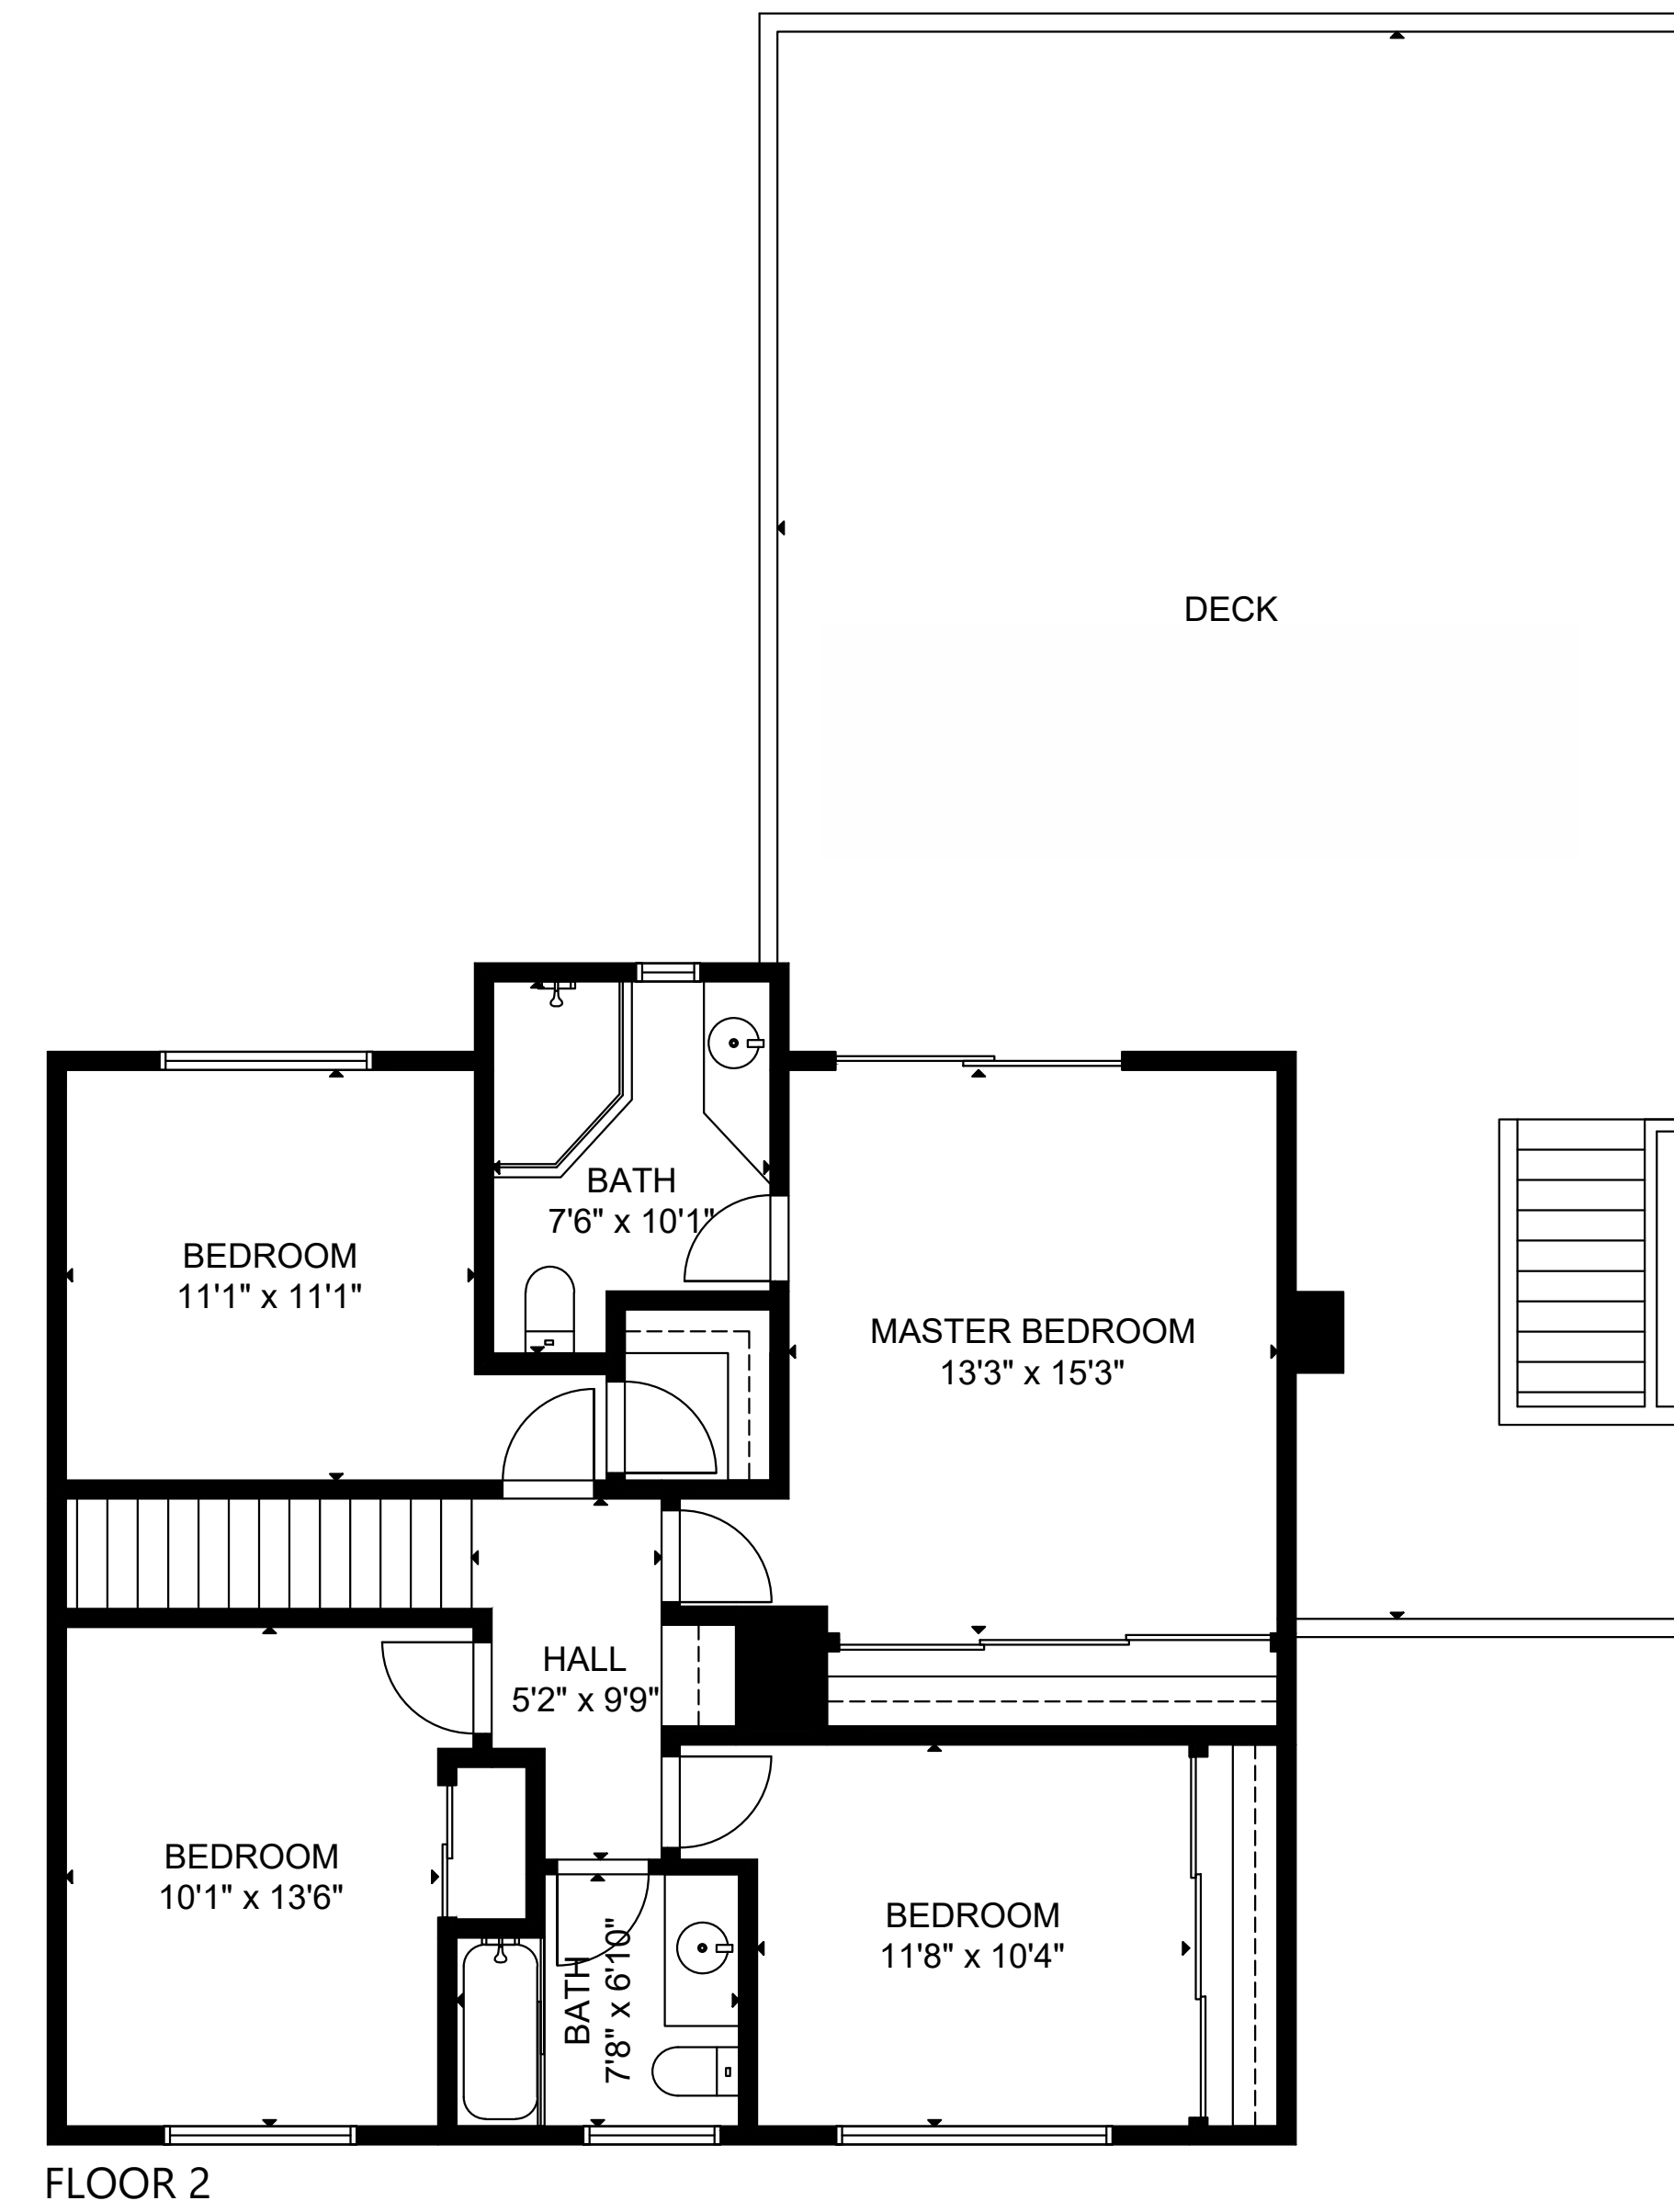 DECK
BATH
7'6" x 10'1"
BEDROOM
11'1" x 11'1"
MASTER BEDROOM
13'3" x 15'3"
HALL
5'2" x 9'9"
BEDROOM
10'1" x 13'6"
BATH
7'8" x 6'10"
BEDROOM
11'8" x 10'4"
FLOOR 2